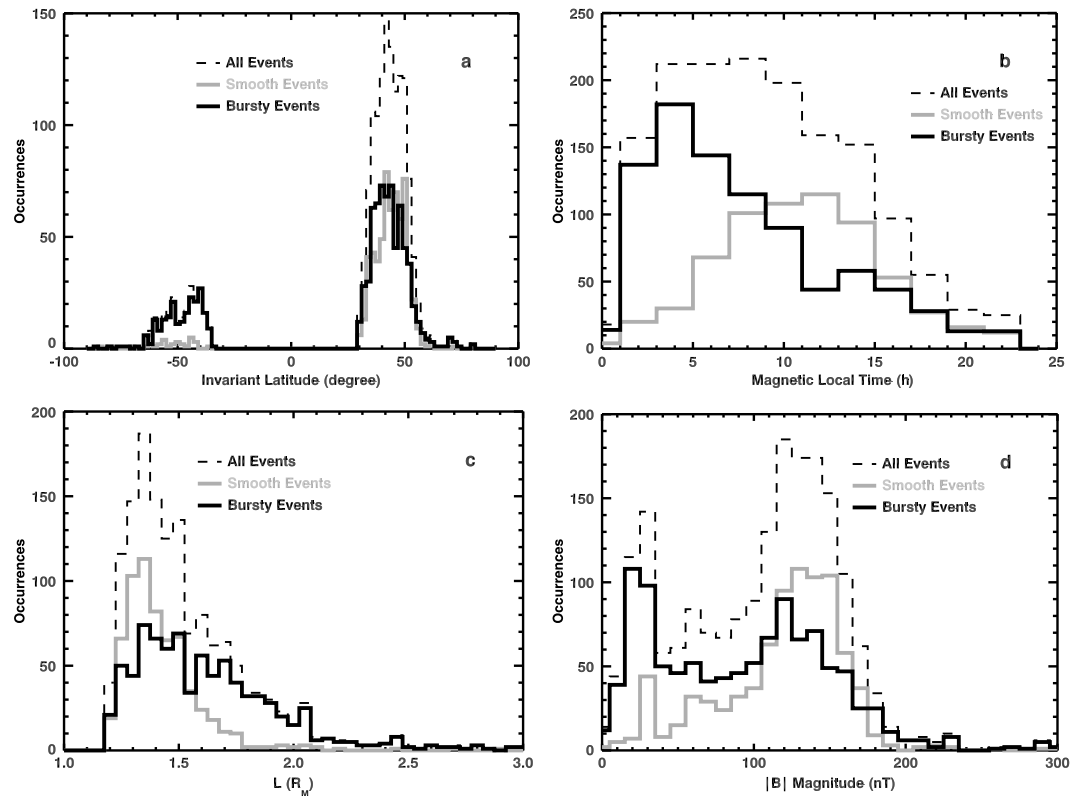 150
100
50
0
Occurrences
-100
-50
0
50
100
Invariant Latitude (degree)
All Events
Smooth Events
Bursty Events
a
250
200
150
100
50
0
Occurrences
0
5
10
15
20
25
Magnetic Local Time (h)
All Events
Smooth Events
Bursty Events
b
200
150
100
50
0
Occurrences
1.0
1.5
2.0
2.5
3.0
L (R_M)
All Events
Smooth Events
Bursty Events
c
200
150
100
50
0
Occurrences
0
100
200
300
|B| Magnitude (nT)
All Events
Smooth Events
Bursty Events
d